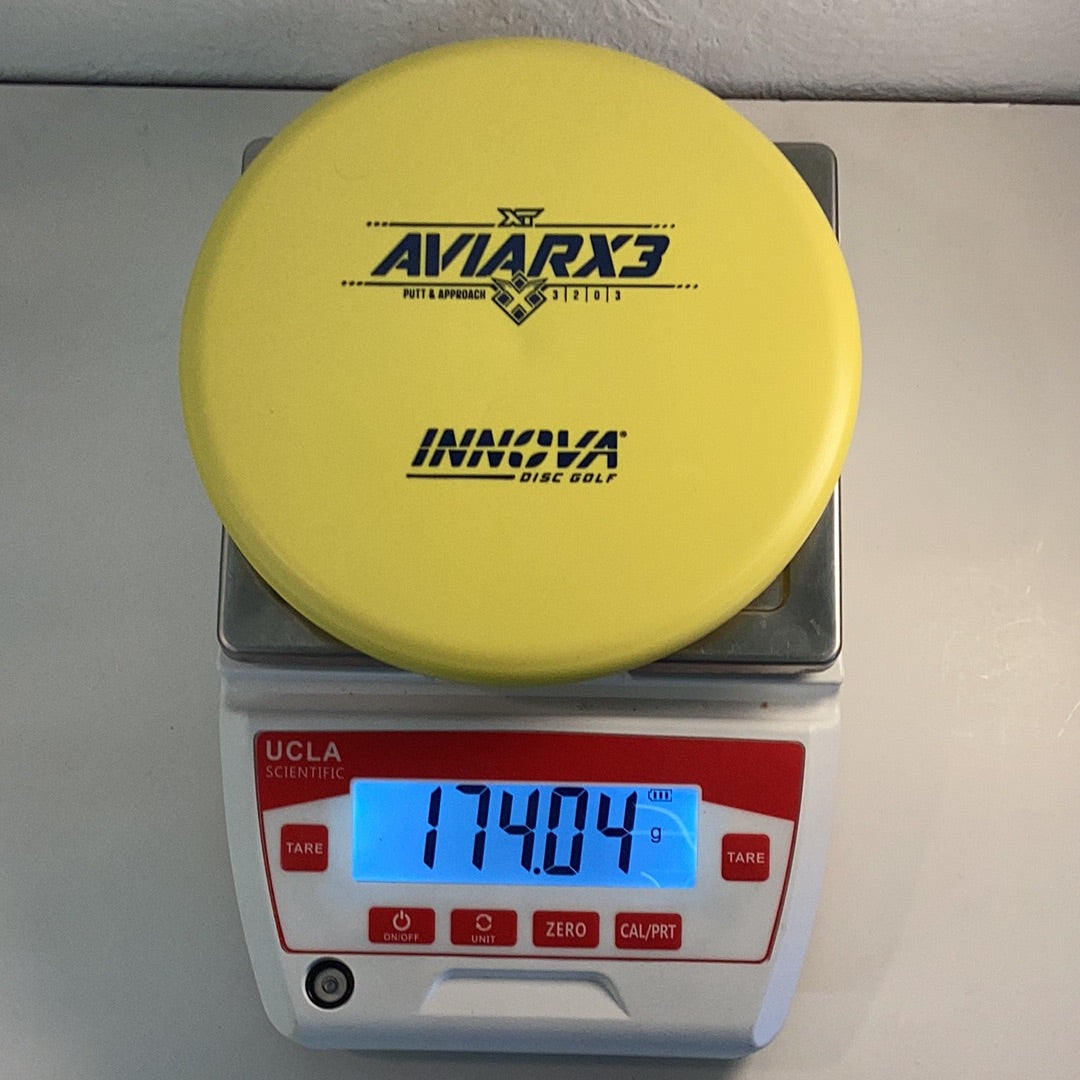 XT
AVIARX3
PUTT & APPROACH 3 | 2 | 0 | 3
INNOVA®
DISC GOLF
UCLA
SCIENTIFIC
174.04 g
TARE
TARE
ON/OFF UNIT ZERO CAL/PRT